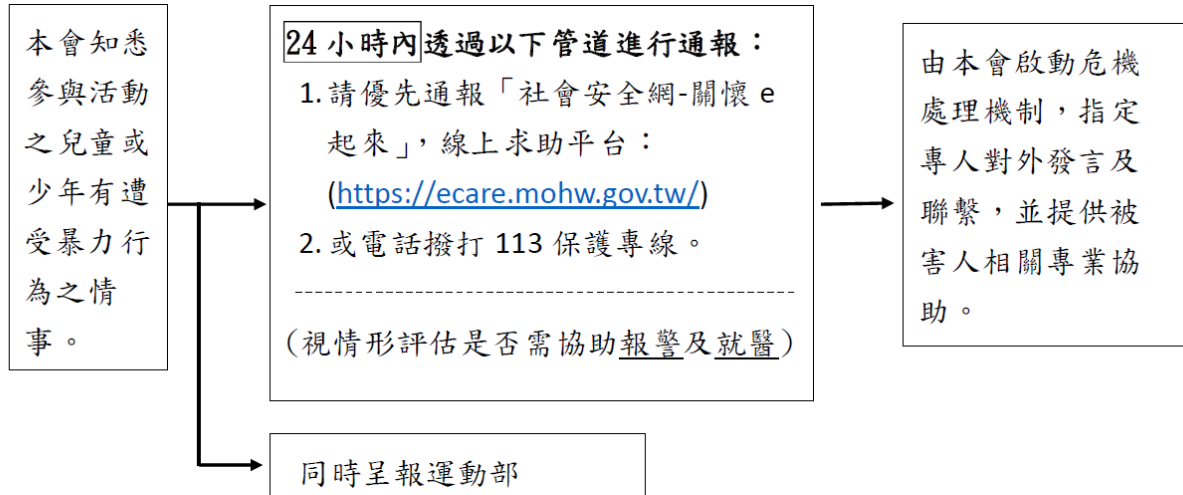 本會知悉
參與活動
之兒童或
少年有遭
受暴力行
為之情
事。
24 小時內透過以下管道進行通報：
1. 請優先通報「社會安全網-關懷 e
起來」，線上求助平台：
(https://ecare.mohw.gov.tw/)
2. 或電話撥打 113 保護專線。
（視情形評估是否需協助報警及就醫）
由本會啟動危機
處理機制，指定
專人對外發言及
聯繫，並提供被
害人相關專業協
助。
同時呈報運動部